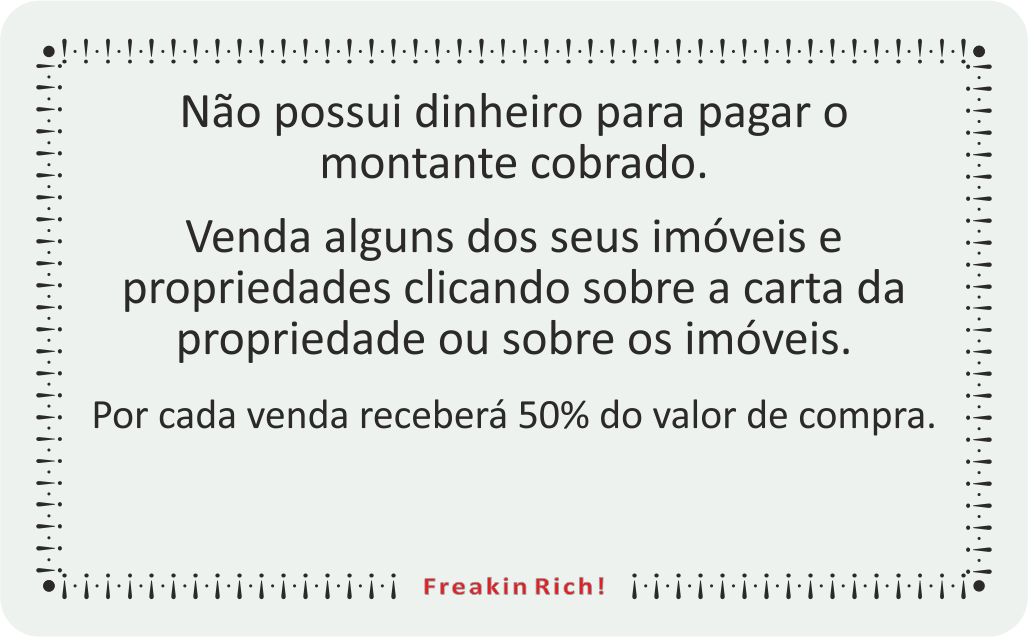 Não possui dinheiro para pagar o
montante cobrado.
Venda alguns dos seus imóveis e
propriedades clicando sobre a carta da
propriedade ou sobre os imóveis.
Por cada venda receberá 50% do valor de compra.
Freakin Rich!